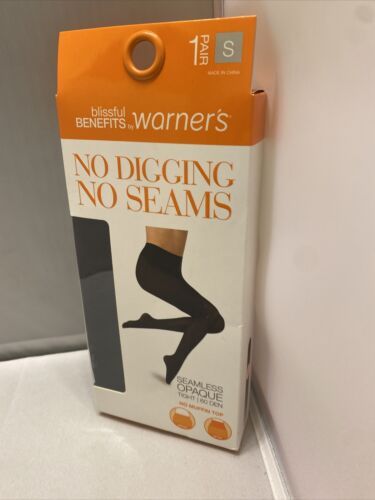 1 PAIR
S
MADE IN CHINA
blissful
BENEFITS by warner's®
NO DIGGING
NO SEAMS
SEAMLESS
OPAQUE
TIGHT | 60 DEN
NO MUFFIN TOP